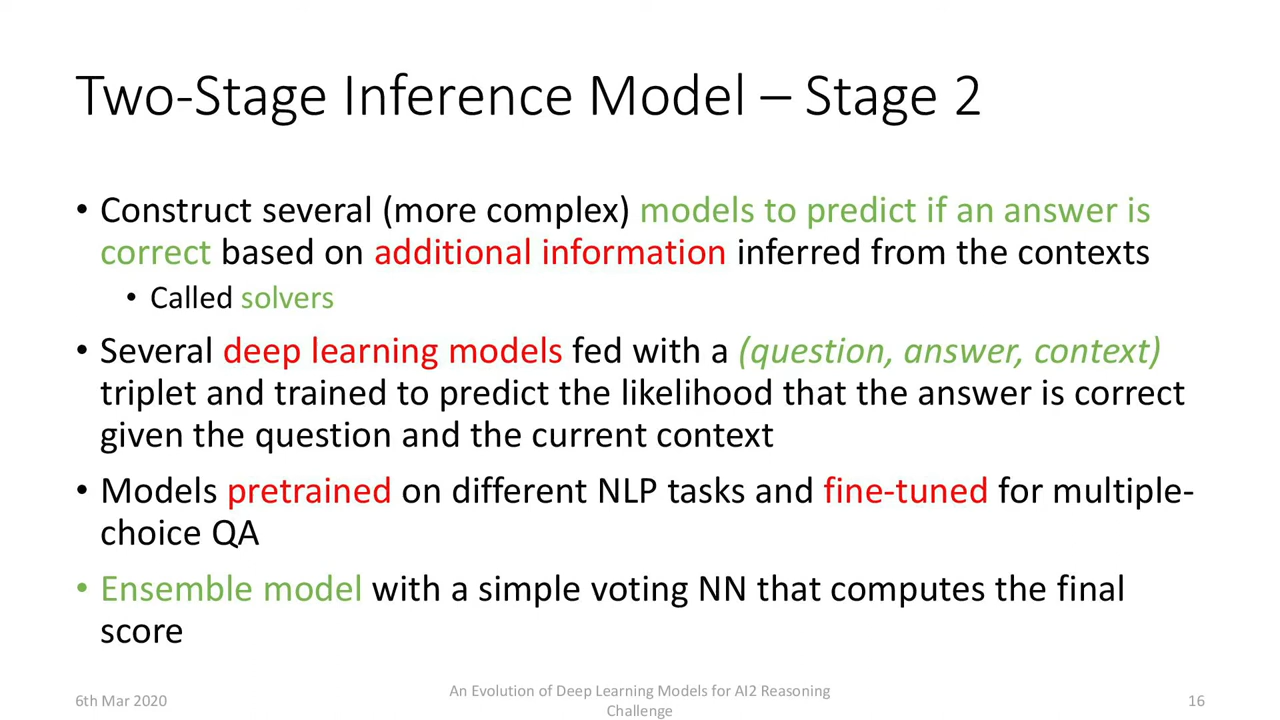 Two-Stage Inference Model – Stage 2
• Construct several (more complex) models to predict if an answer is
correct based on additional information inferred from the contexts
• Called solvers
• Several deep learning models fed with a (question, answer, context)
triplet and trained to predict the likelihood that the answer is correct
given the question and the current context
• Models pretrained on different NLP tasks and fine-tuned for multiple-
choice QA
• Ensemble model with a simple voting NN that computes the final
score
6th Mar 2020
An Evolution of Deep Learning Models for AI2 Reasoning
Challenge
16